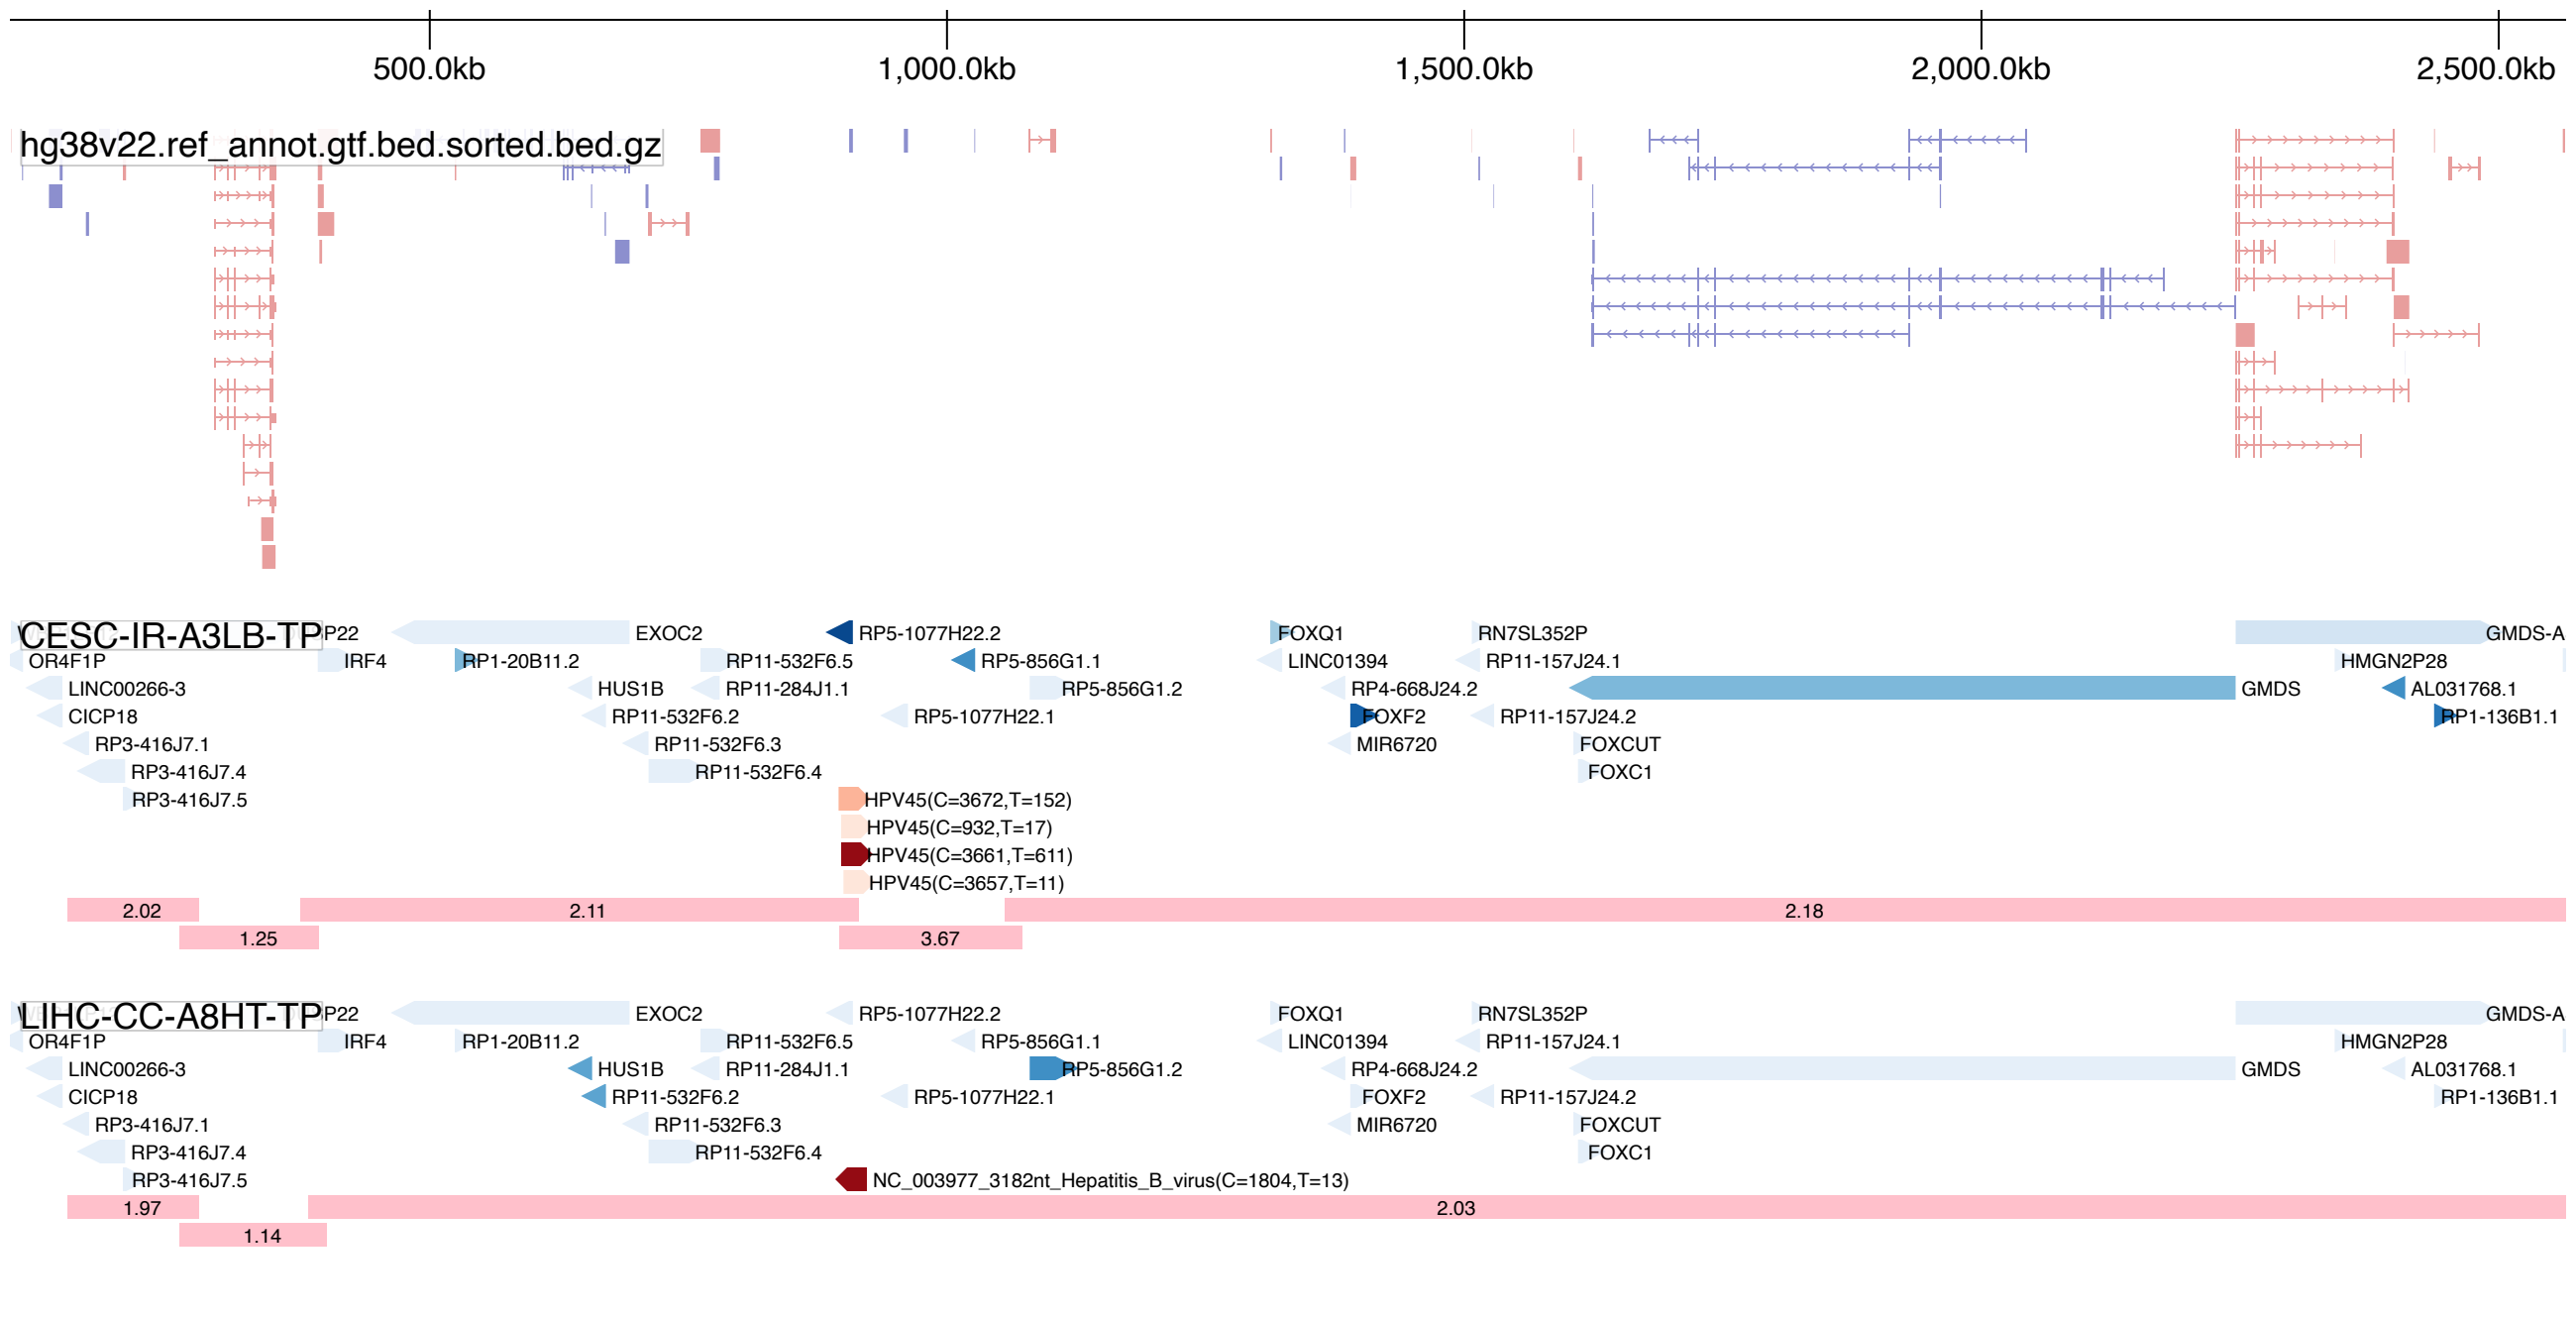 500.0kb 1,000.0kb 1,500.0kb 2,000.0kb 2,500.0kb
hg38v22.ref_annot.gtf.bed.sorted.bed.gz
CESC-IR-A3LB-TP P22 EXOC2 RP5-1077H22.2 FOXQ1 RN7SL352P GMDS-A
OR4F1P IRF4 RP1-20B11.2 RP11-532F6.5 RP5-856G1.1 LINC01394 RP11-157J24.1 HMGN2P28
LINC00266-3 HUS1B RP11-284J1.1 RP5-856G1.2 RP4-668J24.2 GMDS AL031768.1
CICP18 RP11-532F6.2 RP5-1077H22.1 FOXF2 RP11-157J24.2 RP1-136B1.1
RP3-416J7.1 RP11-532F6.3 MIR6720 FOXCUT
RP3-416J7.4 RP11-532F6.4 FOXC1
RP3-416J7.5 HPV45(C=3672,T=152)
HPV45(C=932,T=17)
HPV45(C=3661,T=611)
HPV45(C=3657,T=11)
2.02 2.11 2.18
1.25 3.67
LIHC-CC-A8HT-TP P22 EXOC2 RP5-1077H22.2 FOXQ1 RN7SL352P GMDS-A
OR4F1P IRF4 RP1-20B11.2 RP11-532F6.5 RP5-856G1.1 LINC01394 RP11-157J24.1 HMGN2P28
LINC00266-3 HUS1B RP11-284J1.1 RP5-856G1.2 RP4-668J24.2 GMDS AL031768.1
CICP18 RP11-532F6.2 RP5-1077H22.1 FOXF2 RP11-157J24.2 RP1-136B1.1
RP3-416J7.1 RP11-532F6.3 MIR6720 FOXCUT
RP3-416J7.4 RP11-532F6.4 FOXC1
RP3-416J7.5 NC_003977_3182nt_Hepatitis_B_virus(C=1804,T=13)
1.97 2.03
1.14